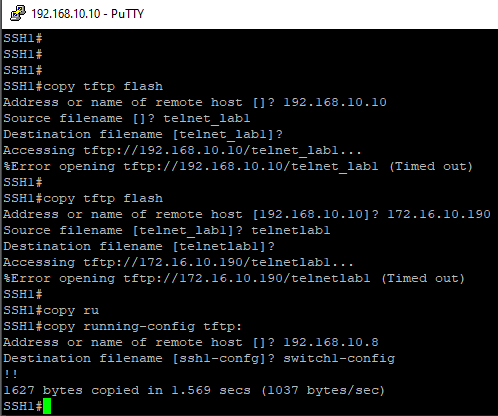 192.168.10.10 - PuTTY
SSH1#
SSH1#
SSH1#
SSH1#copy tftp flash
Address or name of remote host []? 192.168.10.10
Source filename []? telnet_lab1
Destination filename [telnet_lab1]?
Accessing tftp://192.168.10.10/telnet_lab1...
%Error opening tftp://192.168.10.10/telnet_lab1 (Timed out)
SSH1#
SSH1#copy tftp flash
Address or name of remote host [192.168.10.10]? 172.16.10.190
Source filename [telnet_lab1]? telnetlab1
Destination filename [telnetlab1]?
Accessing tftp://172.16.10.190/telnetlab1...
%Error opening tftp://172.16.10.190/telnetlab1 (Timed out)
SSH1#
SSH1#copy ru
SSH1#copy running-config tftp:
Address or name of remote host []? 192.168.10.8
Destination filename [ssh1-confg]? switch1-config
!!
1627 bytes copied in 1.569 secs (1037 bytes/sec)
SSH1#